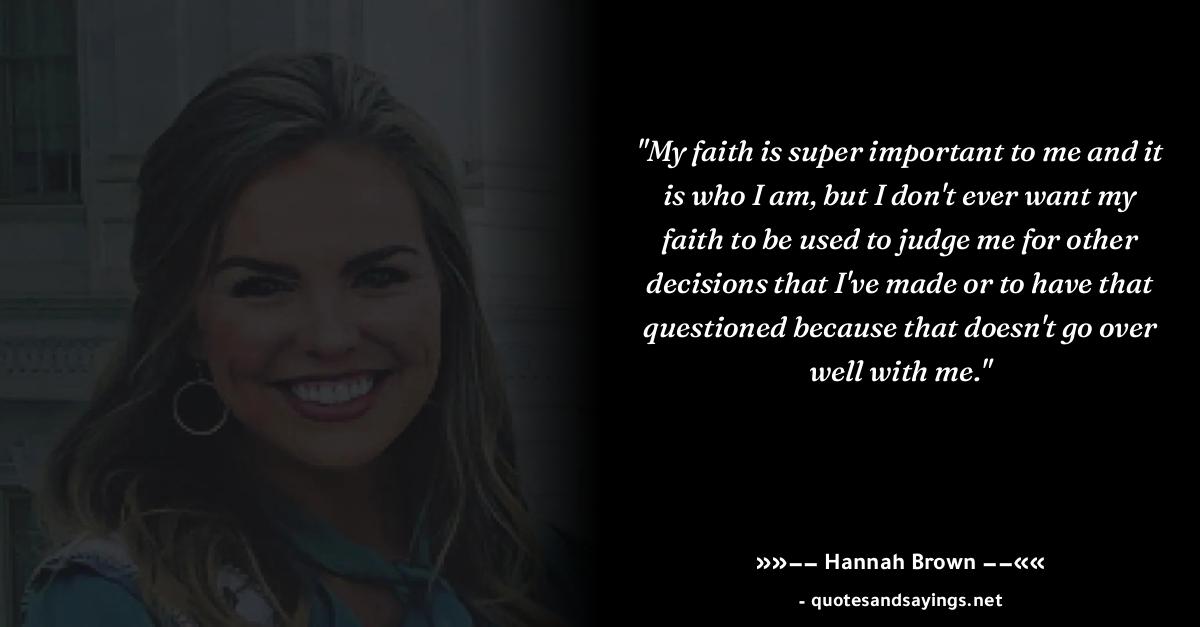 "My faith is super important to me and it
is who I am, but I don't ever want my
faith to be used to judge me for other
decisions that I've made or to have that
questioned because that doesn't go over
well with me."
»»–– Hannah Brown ––««
- quotesandsayings.net